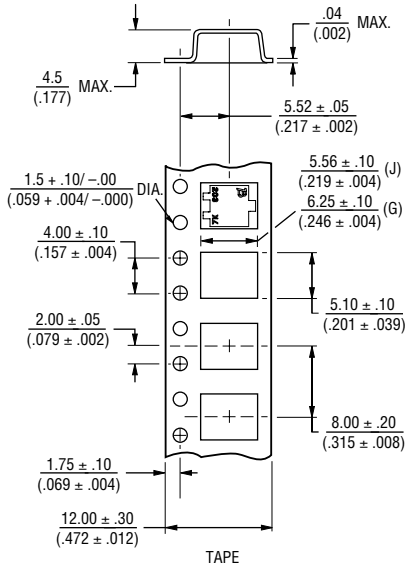 .04 MAX.
(.002)
4.5 MAX.
(.177)
5.52 ± .05
(.217 ± .002)
1.5 + .10/ –.00 DIA.
(.059 + .004/ -.000)
5.56 ± .10 (J)
(.219 ± .004)
6.25 ± .10 (G)
(.246 ± .004)
4.00 ± .10
(.157 ± .004)
5.10 ± .10
(.201 ± .039)
2.00 ± .05
(.079 ± .002)
8.00 ± .20
(.315 ± .008)
1.75 ± .10
(.069 ± .004)
12.00 ± .30
(.472 ± .012)
TAPE
7K